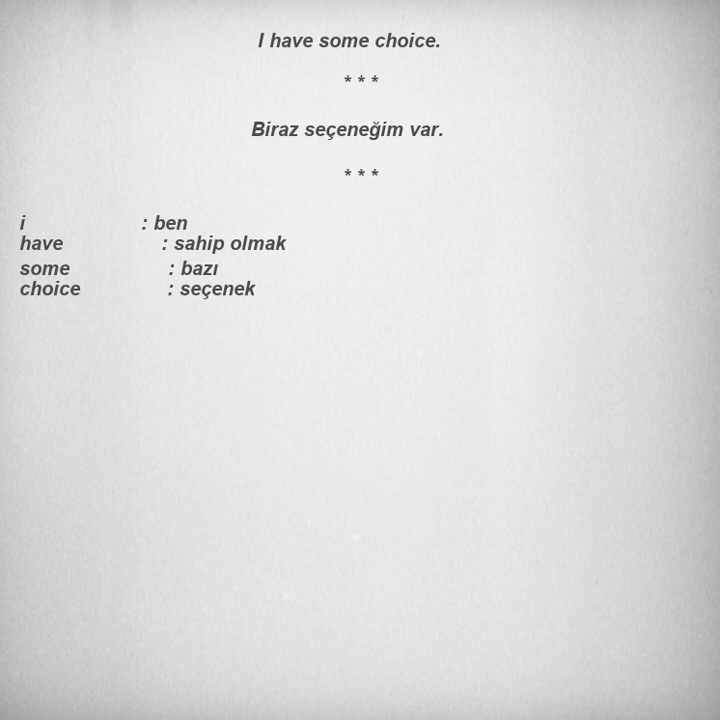 I have some choice.
* * *
Biraz seçeneğim var.
* * *
i : ben
have : sahip olmak
some : bazı
choice : seçenek